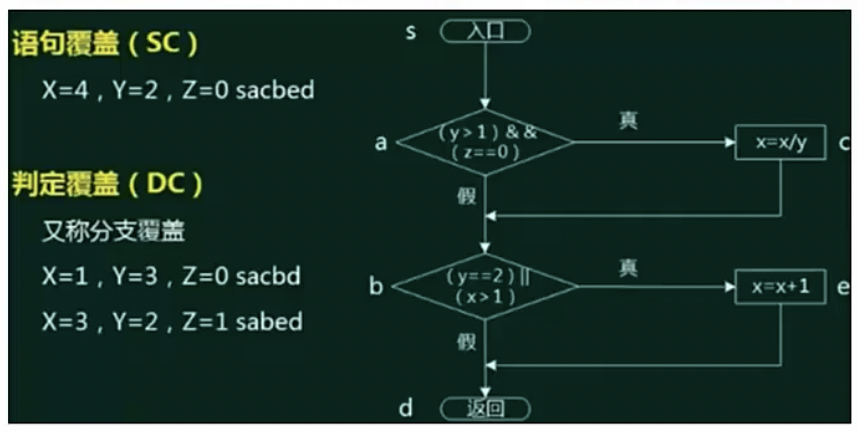 语句覆盖（SC）
X=4，Y=2，Z=0 sacbed
判定覆盖（DC）
又称分支覆盖
X=1，Y=3，Z=0 sacbd
X=3，Y=2，Z=1 sabed
s
入口
a
(y>1)&&
(z==0)
真
x=x/y
c
假
b
(y==2)||
(x>1)
真
x=x+1
e
假
d
返回